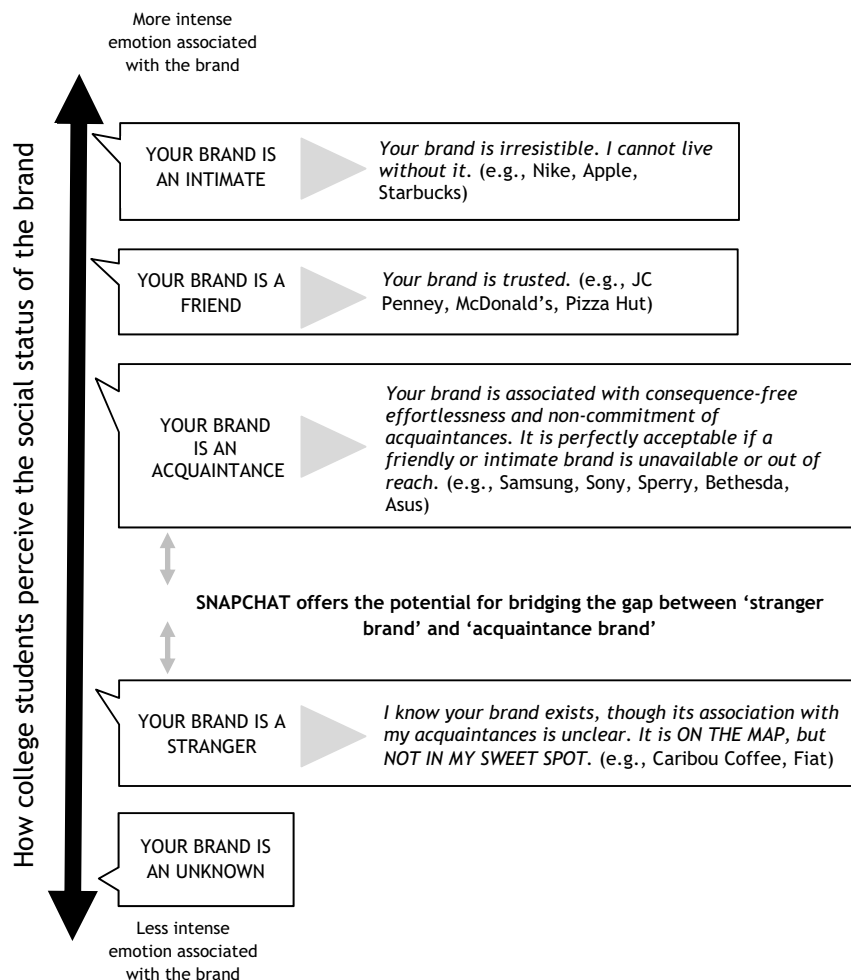 More intense
emotion associated
with the brand
How college students perceive the social status of the brand
YOUR BRAND IS
AN INTIMATE
Your brand is irresistible. I cannot live
without it. (e.g., Nike, Apple,
Starbucks)
YOUR BRAND IS A
FRIEND
Your brand is trusted. (e.g., JC
Penney, McDonald’s, Pizza Hut)
YOUR BRAND
IS AN
ACQUAINTANCE
Your brand is associated with consequence-free
effortlessness and non-commitment of
acquaintances. It is perfectly acceptable if a
friendly or intimate brand is unavailable or out of
reach. (e.g., Samsung, Sony, Sperry, Bethesda,
Asus)
SNAPCHAT offers the potential for bridging the gap between ‘stranger
brand’ and ‘acquaintance brand’
YOUR BRAND IS A
STRANGER
I know your brand exists, though its association with
my acquaintances is unclear. It is ON THE MAP, but
NOT IN MY SWEET SPOT. (e.g., Caribou Coffee, Fiat)
YOUR BRAND IS
AN UNKNOWN
Less intense
emotion associated
with the brand